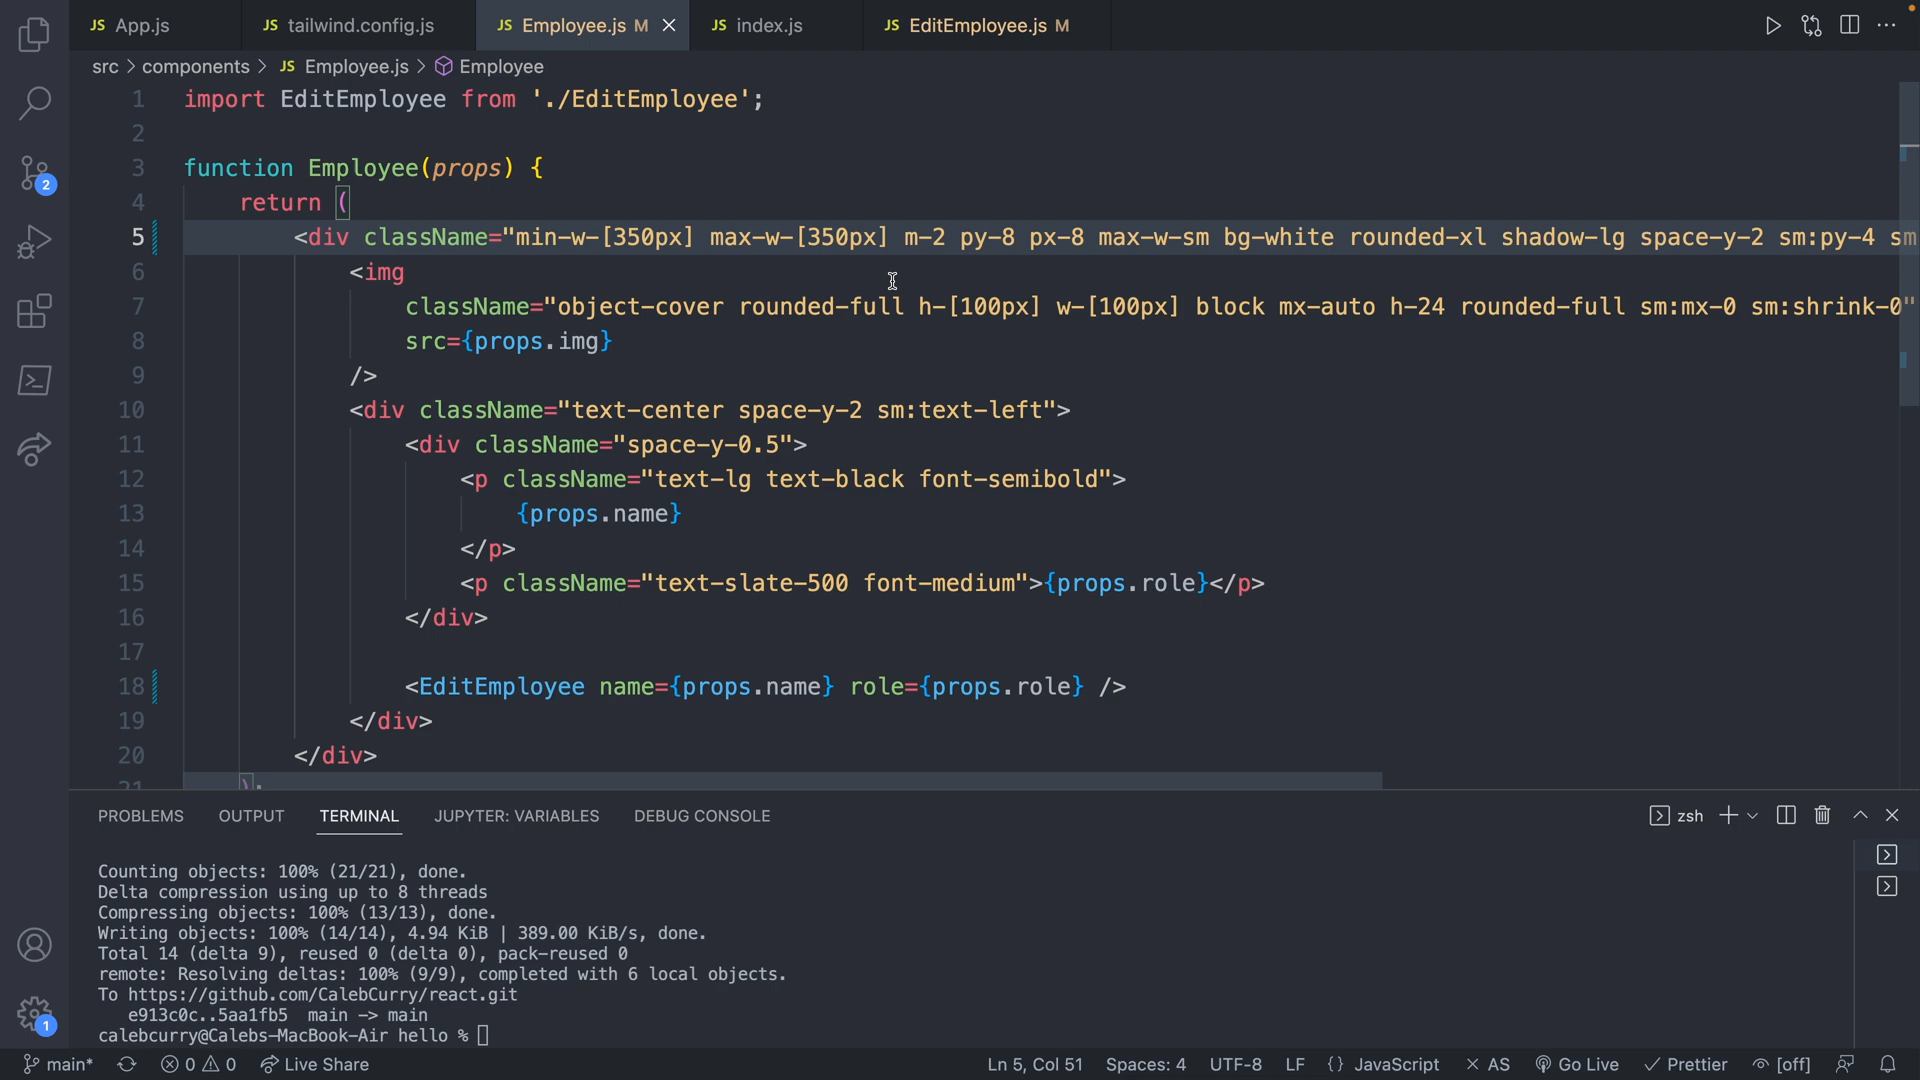 JS App.js
JS tailwind.config.js
JS Employee.js M
JS index.js
JS EditEmployee.js M
src > components > JS Employee.js > Employee
1 import EditEmployee from './EditEmployee';
2
3 function Employee(props) {
4 return (
5 <div className="min-w-[350px] max-w-[350px] m-2 py-8 px-8 max-w-sm bg-white rounded-xl shadow-lg space-y-2 sm:py-4 sm
6 <img
7 className="object-cover rounded-full h-[100px] w-[100px] block mx-auto h-24 rounded-full sm:mx-0 sm:shrink-0"
8 src={props.img}
9 />
10 <div className="text-center space-y-2 sm:text-left">
11 <div className="space-y-0.5">
12 <p className="text-lg text-black font-semibold">
13 {props.name}
14 </p>
15 <p className="text-slate-500 font-medium">{props.role}</p>
16 </div>
17
18 <EditEmployee name={props.name} role={props.role} />
19 </div>
20 </div>
21 );
2
1
PROBLEMS OUTPUT TERMINAL JUPYTER: VARIABLES DEBUG CONSOLE
zsh
Counting objects: 100% (21/21), done.
Delta compression using up to 8 threads
Compressing objects: 100% (13/13), done.
Writing objects: 100% (14/14), 4.94 KiB | 389.00 KiB/s, done.
Total 14 (delta 9), reused 0 (delta 0), pack-reused 0
remote: Resolving deltas: 100% (9/9), completed with 6 local objects.
To https://github.com/CalebCurry/react.git
e913c0c..5aa1fb5 main -> main
calebcurry@Calebs-MacBook-Air hello %
main* 0 0 Live Share Ln 5, Col 51 Spaces: 4 UTF-8 LF {} JavaScript × AS Go Live ✓ Prettier [off]